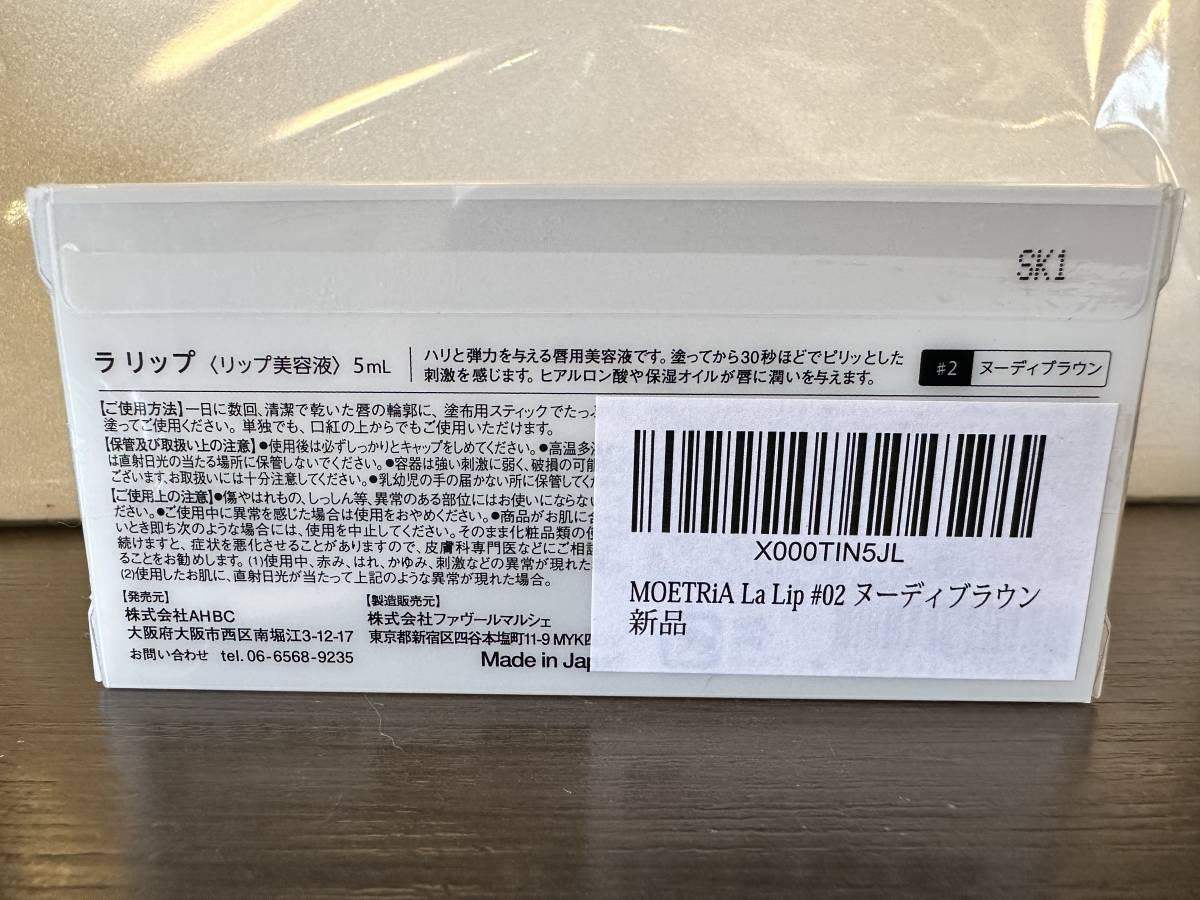 SK1
ラ リップ 〈リップ美容液〉 5mL
ハリと弾力を与える唇用美容液です。塗ってから30秒ほどでピリッとした
刺激を感じます。ヒアルロン酸や保湿オイルが唇に潤いを与えます。
#2 ヌーディブラウン
【ご使用方法】一日に数回、清潔で乾いた唇の輪郭に、塗布用スティックでたっぷ
塗ってご使用ください。単独でも、口紅の上からでもご使用いただけます。
【保管及び取扱い上の注意】●使用後は必ずしっかりとキャップをしめてください。●高温多湿
は直射日光の当たる場所に保管しないでください。●容器は強い刺激に弱く、破損の可能
ございます、お取扱いには十分注意してください。●乳幼児の手の届かない所に保管してく
【ご使用上の注意】●傷やはれもの、しっしん等、異常のある部位にはお使いにならない
ださい。●ご使用中に異常を感じた場合は使用をおやめください。●商品がお肌に合
いとき即ち次のような場合には、使用を中止してください。そのまま化粧品類の使
続けますと、症状を悪化させることがありますので、皮膚科専門医などにご相談
ることをお勧めします。(1)使用中、赤み、はれ、かゆみ、刺激などの異常が現れた
(2)使用したお肌に、直射日光が当たって上記のような異常が現れた場合。
【発売元】
株式会社AHBC
大阪府大阪市西区南堀江3-12-17
お問い合わせ tel. 06-6568-9235
【製造販売元】
株式会社ファヴールマルシェ
東京都新宿区四谷本塩町11-9 MYK四
Made in Jap
X000TIN5JL
MOETRiA La Lip #02 ヌーディブラウン
新品